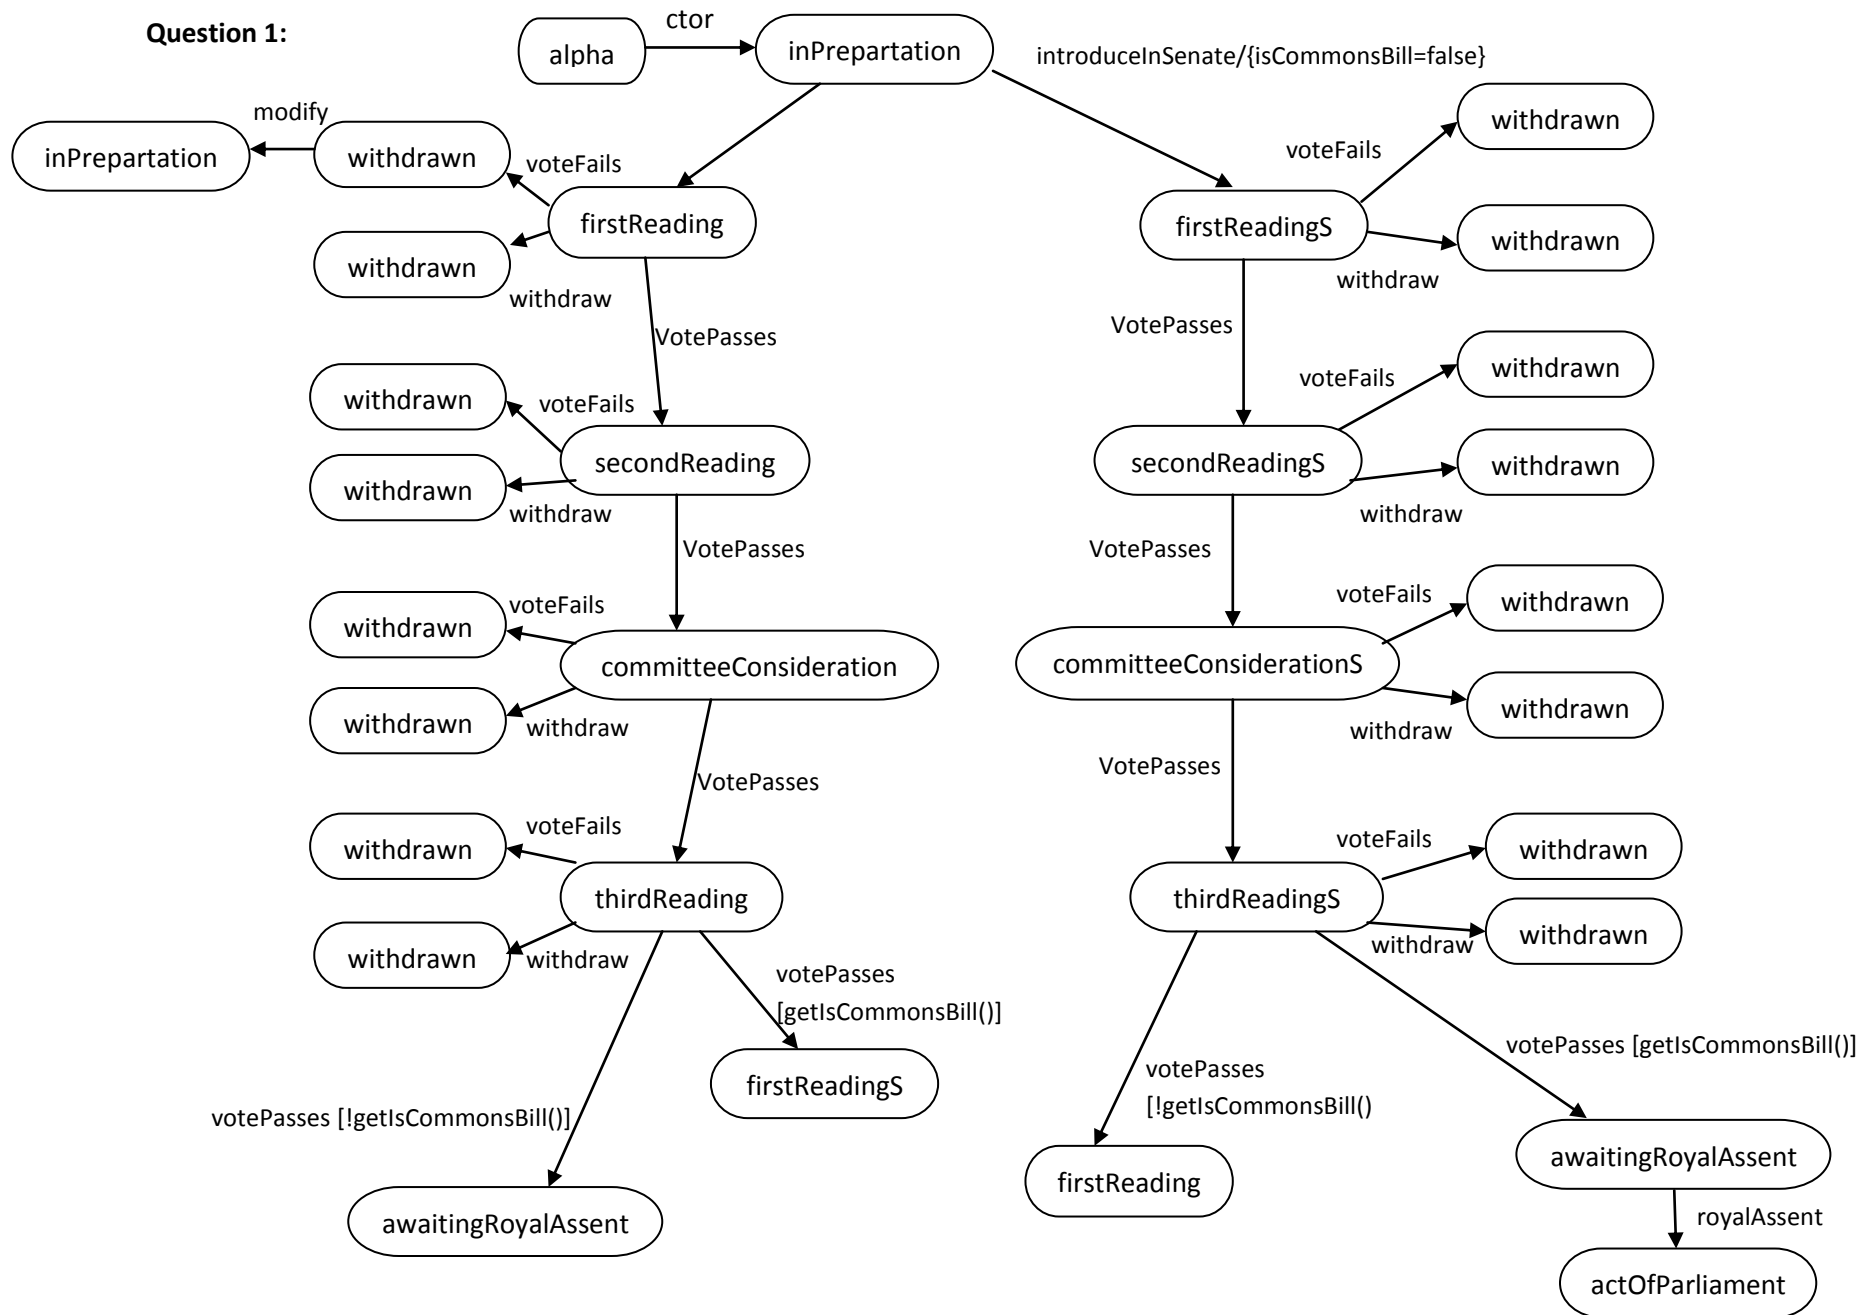 Question 1:
alpha
ctor
inPrepartation
introduceInSenate/{isCommonsBill=false}
inPrepartation
modify
withdrawn
voteFails
withdrawn
withdraw
firstReading
firstReadingS
voteFails
withdrawn
withdrawn
withdraw
VotePasses
VotePasses
withdrawn
voteFails
withdrawn
withdraw
secondReading
secondReadingS
voteFails
withdrawn
withdrawn
withdraw
VotePasses
VotePasses
withdrawn
voteFails
withdrawn
withdraw
committeeConsideration
committeeConsiderationS
voteFails
withdrawn
withdrawn
withdraw
VotePasses
VotePasses
withdrawn
voteFails
withdrawn
withdraw
thirdReading
thirdReadingS
voteFails
withdrawn
withdrawn
withdraw
votePasses
[getIsCommonsBill()]
firstReadingS
votePasses [!getIsCommonsBill()]
awaitingRoyalAssent
votePasses
[!getIsCommonsBill()
firstReading
votePasses [getIsCommonsBill()]
awaitingRoyalAssent
royalAssent
actOfParliament